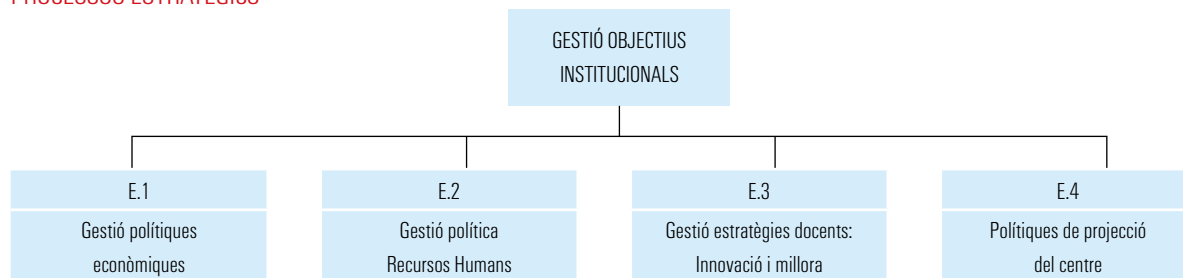 PROCESSOS ESTRATÈGICS
GESTIÓ OBJECTIUS
INSTITUCIONALS
E.1
E.2
E.3
E.4
Gestió polítiques
econòmiques
Gestió política
Recursos Humans
Gestió estratègies docents:
Innovació i millora
Polítiques de projecció
del centre